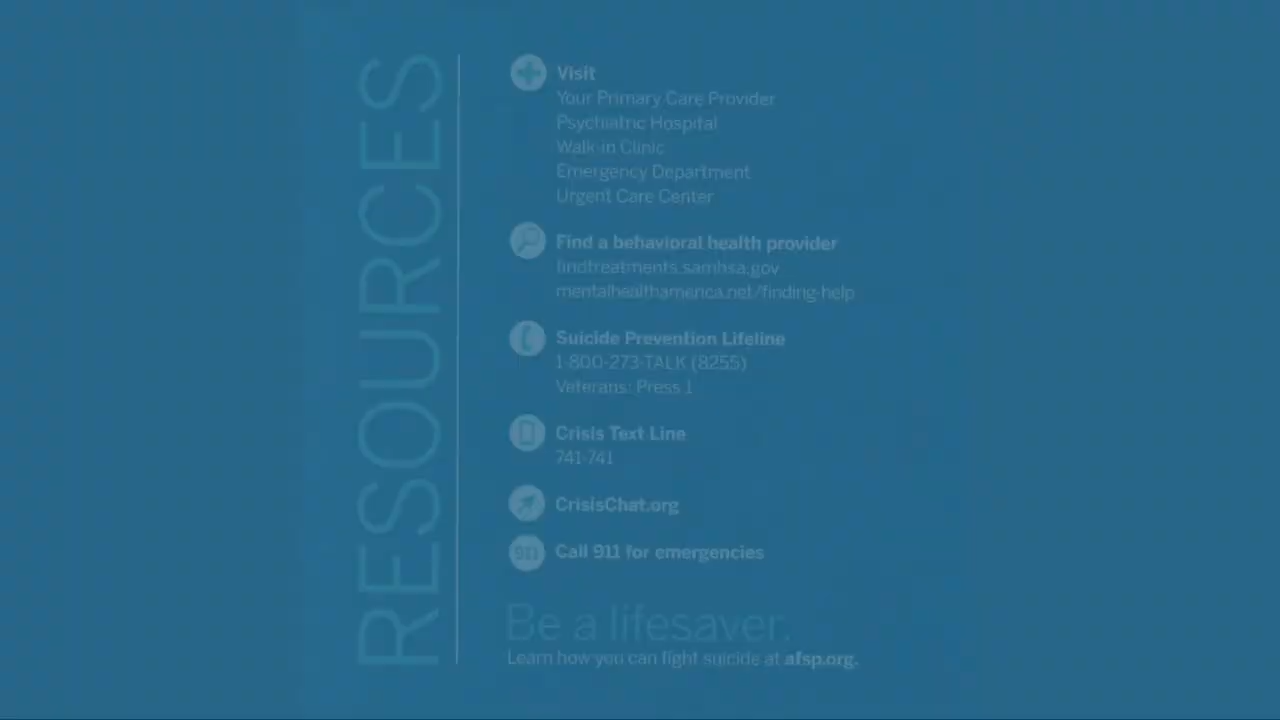 RESOURCES
Visit
Your Primary Care Provider
Psychiatric Hospital
Walk-in Clinic
Emergency Department
Urgent Care Center
Find a behavioral health provider
findtreatments.samhsa.gov
mentalhealthamerica.net/finding-help
Suicide Prevention Lifeline
1-800-273-TALK (8255)
Veterans: Press 1
Crisis Text Line
741-741
CrisisChat.org
911
Call 911 for emergencies
Be a lifesaver.
Learn how you can fight suicide at afsp.org.